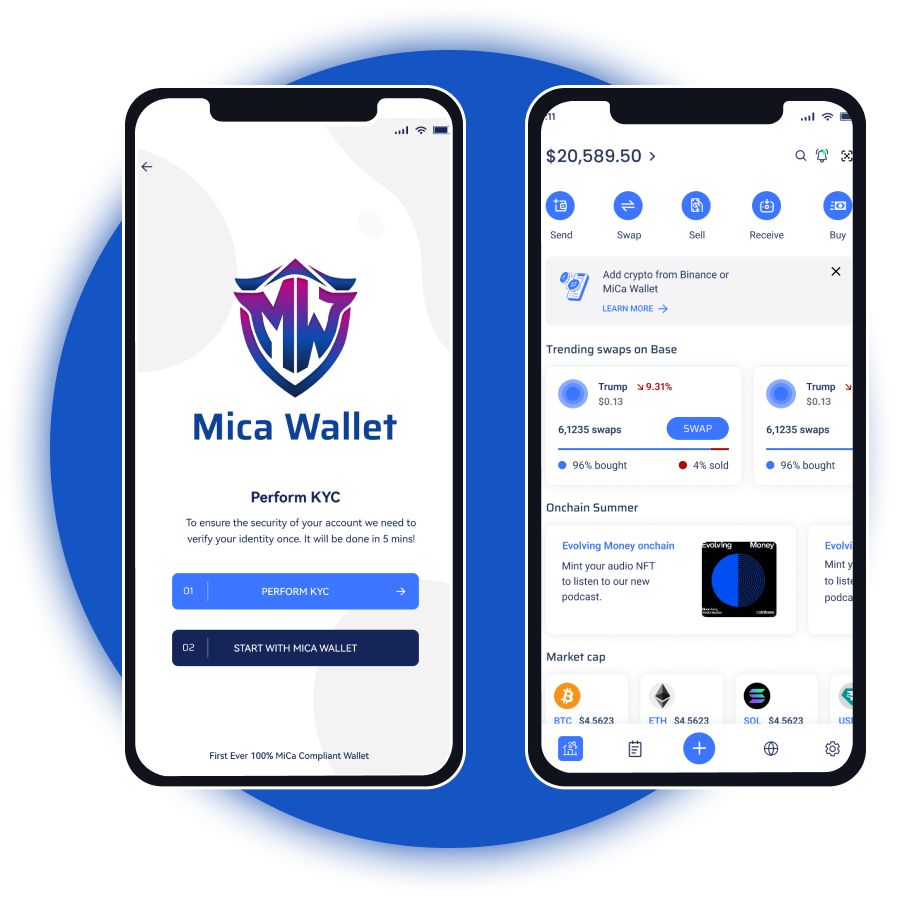 MW
Mica Wallet
Perform KYC
To ensure the security of your account we need to
verify your identity once. It will be done in 5 mins!
01 PERFORM KYC
02 START WITH MICA WALLET
First Ever 100% MiCa Compliant Wallet
:11
$20,589.50
Send Swap Sell Receive Buy
Add crypto from Binance or
MiCa Wallet
LEARN MORE
Trending swaps on Base
Trump 9.31% Trump
$0.13 $0.13
6,1235 swaps SWAP 6,1235 swaps
96% bought 4% sold 96% bought
Onchain Summer
Evolving Money onchain Evolvi
Mint your audio NFT Mint y
to listen to our new to liste
podcast. podca
Evolving Money
coinbase
Market cap
BTC $4.5623 ETH $4.5623 SOL $4.5623 USI